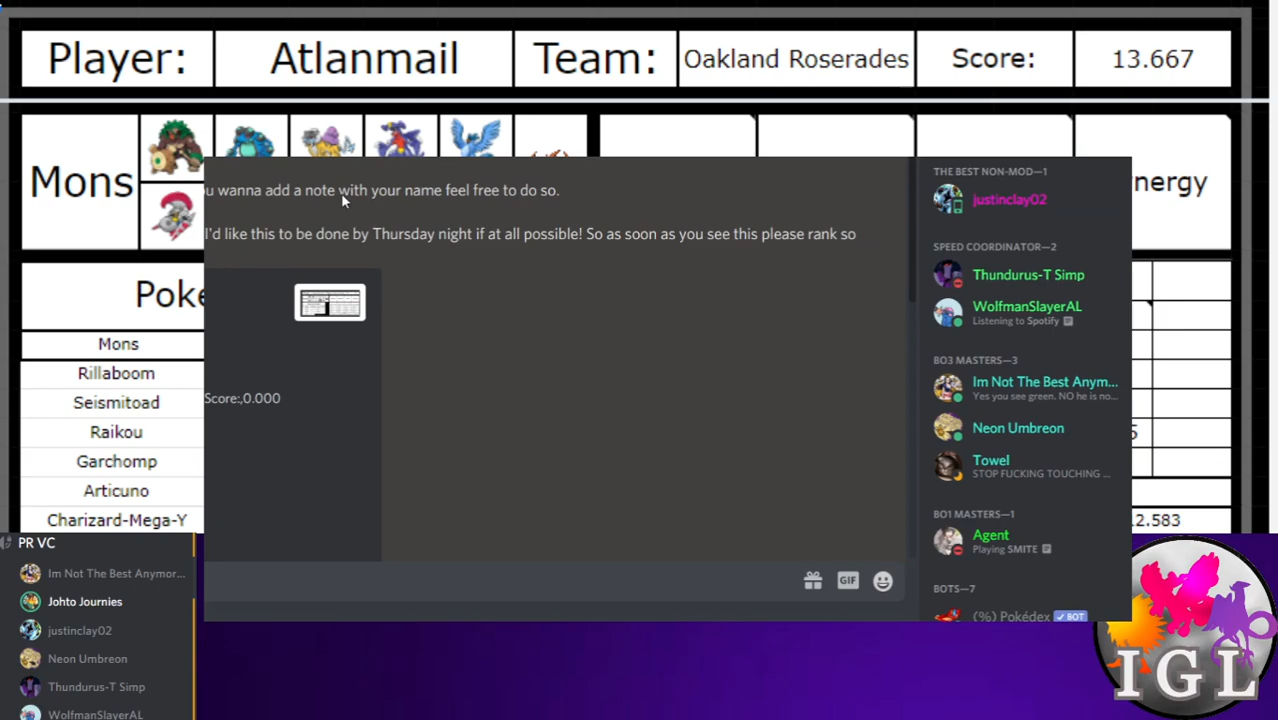 Player: Atlanmail Team: Oakland Roserades Score: 13.667
Mons
nergy
u wanna add a note with your name feel free to do so.
I'd like this to be done by Thursday night if at all possible! So as soon as you see this please rank so
Score:,0.000
Poke
Mons
Rillaboom
Seismitoad
Raikou
Garchomp
Articuno
Charizard-Mega-Y
2.583
THE BEST NON-MOD—1
justinclay02
SPEED COORDINATOR—2
Thundurus-T Simp
WolfmanSlayerAL
Listening to Spotify
BO3 MASTERS—3
Im Not The Best Anym...
Yes you see green. NO he is no...
Neon Umbreon
Towel
STOP FUCKING TOUCHING ...
BO1 MASTERS—1
Agent
Playing SMITE
BOTS—7
(%) Pokédex ✓ BOT
GIF
PR VC
Im Not The Best Anymor...
Johto Journies
justinclay02
Neon Umbreon
Thundurus-T Simp
WolfmanSlayerAL
IGL